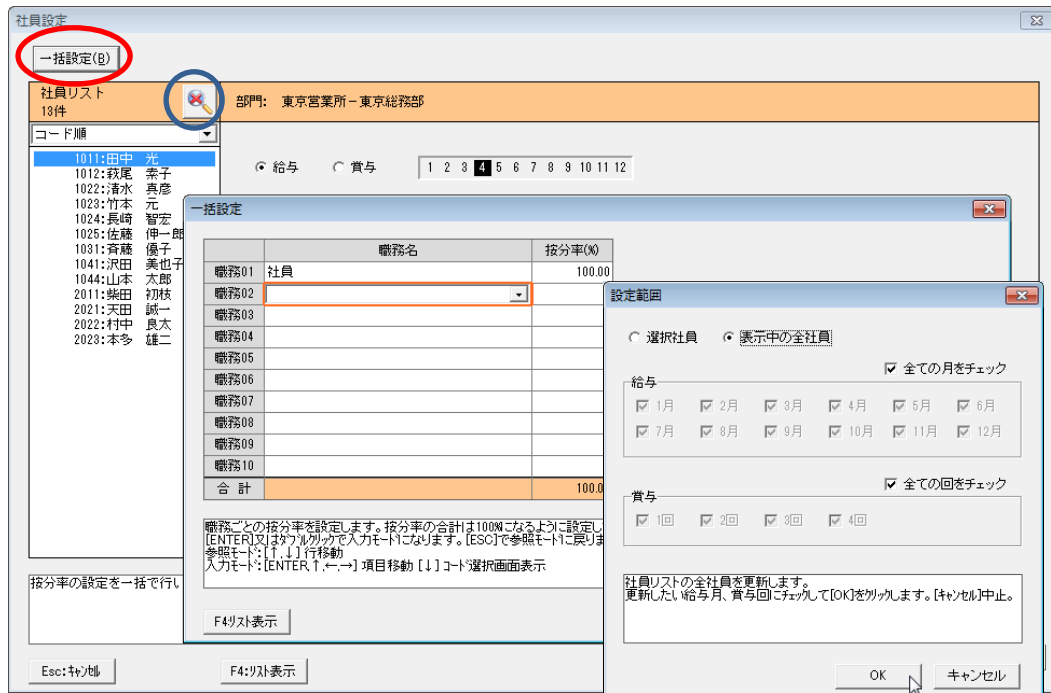 社員設定
一括設定(B)
社員リスト
13件
部門: 東京営業所－東京総務部
コード順
給与 賞与 1 2 3 4 5 6 7 8 9 10 11 12
1011:田中 光
1012:萩尾 素子
1022:清水 真彦
1023:竹本 元
1024:長崎 智宏
1025:佐藤 伸一郎
1031:斉藤 優子
1041:沢田 美也子
1044:山本 太郎
2011:柴田 初枝
2021:天田 誠一
2022:村中 良太
2023:本多 雄二
一括設定
職務名 按分率(%)
職務01 社員 100.00
職務02
職務03
職務04
職務05
職務06
職務07
職務08
職務09
職務10
合 計 100.0
職務ごとの按分率を設定します。按分率の合計は100%になるように設定し
[ENTER]又はダブルクリックで入力モードになります。[ESC]で参照モードに戻りま
参照モード:[↑,↓]行移動
入力モード:[ENTER,↑,←,→] 項目移動 [↓]コード選択画面表示
F4:リスト表示
設定範囲
選択社員 表示中の全社員
全ての月をチェック
給与
1月 2月 3月 4月 5月 6月
7月 8月 9月 10月 11月 12月
全ての回をチェック
賞与
1回 2回 3回 4回
社員リストの全社員を更新します。
更新したい給与月、賞与回にチェックして[OK]をクリックします。[キャンセル]中止。
OK キャンセル
按分率の設定を一括で行い
Esc:キャンセル F4:リスト表示